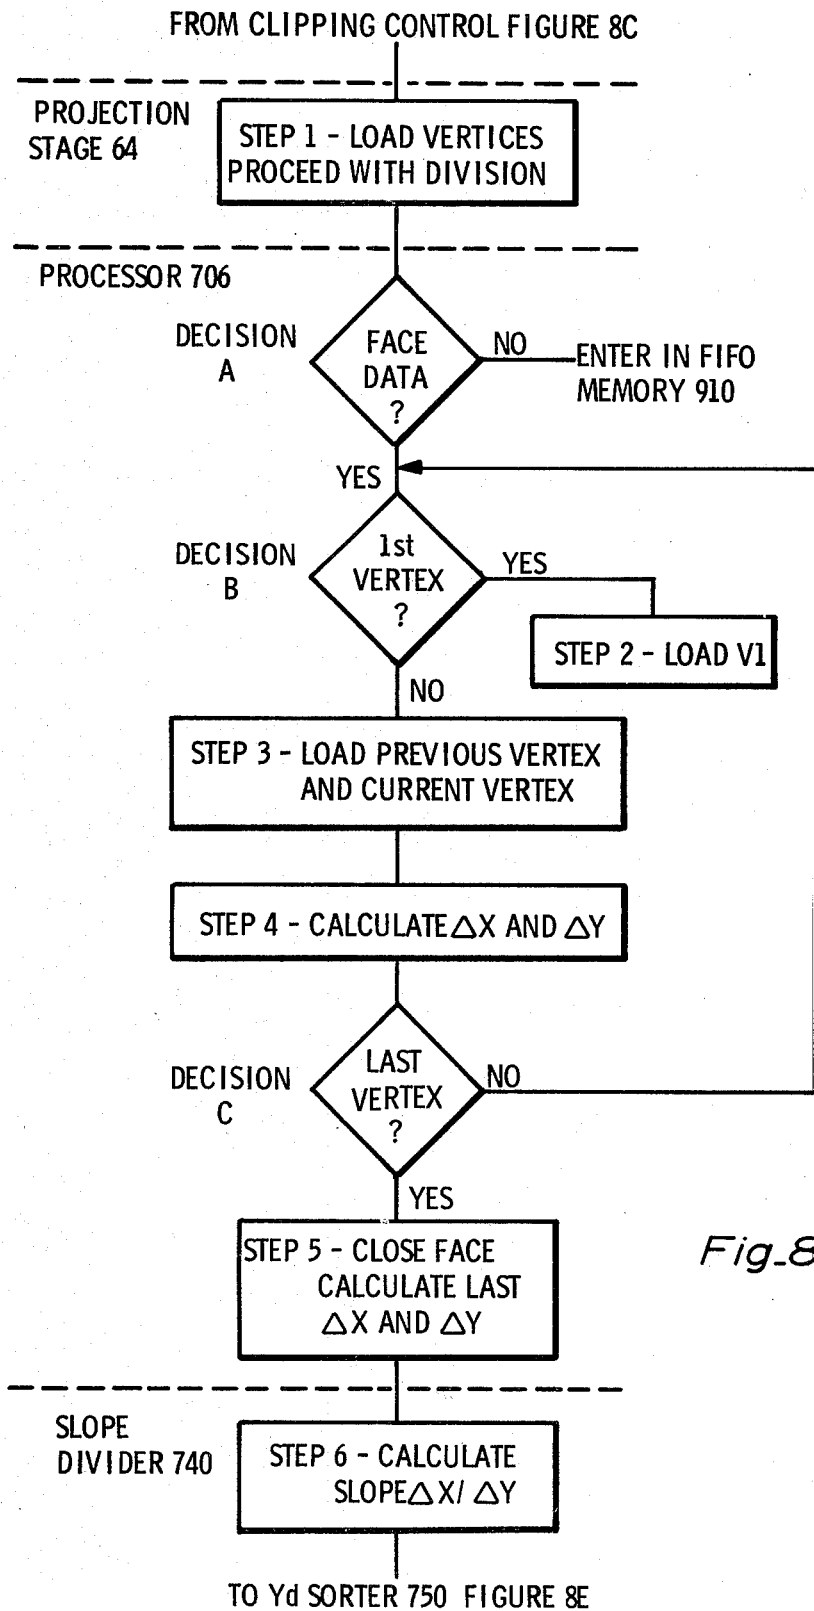 FROM CLIPPING CONTROL FIGURE 8C
PROJECTION
STAGE 64
STEP 1 - LOAD VERTICES
PROCEED WITH DIVISION
PROCESSOR 706
DECISION
A
FACE
DATA
?
NO
ENTER IN FIFO
MEMORY 910
YES
DECISION
B
1st
VERTEX
?
YES
STEP 2 - LOAD V1
NO
STEP 3 - LOAD PREVIOUS VERTEX
AND CURRENT VERTEX
STEP 4 - CALCULATE △X AND △Y
DECISION
C
LAST
VERTEX
?
NO
YES
STEP 5 - CLOSE FACE
CALCULATE LAST
△X AND △Y
Fig_8
SLOPE
DIVIDER 740
STEP 6 - CALCULATE
SLOPE△X/ △Y
TO Yd SORTER 750 FIGURE 8E